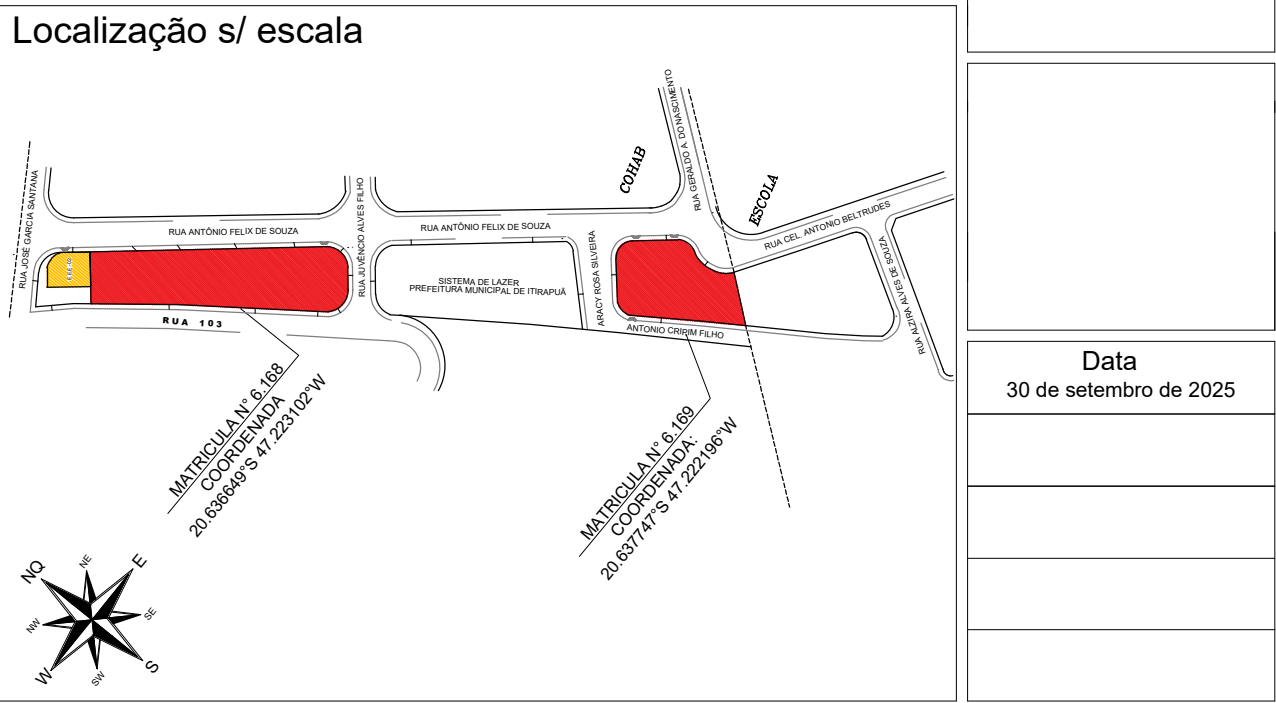 Localização s/ escala
RUA JOSÉ GARCIA SANTANA
RUA ANTÔNIO FELIX DE SOUZA
RUA JUVÊNCIO ALVES FILHO
RUA ANTÔNIO FELIX DE SOUZA
COHAB
RUA GERALDO A. DO NASCIMENTO
ESCOLA
RUA CEL. ANTONIO BELTRUDES
RUA ALZIRA ALVES DE SOUZA
SISTEMA DE LAZER
PREFEITURA MUNICIPAL DE ITIRAPUÃ
ARACY ROSA SILVEIRA
ANTONIO CRIPIM FILHO
RUA 103
MATRICULA N° 6.168
COORDENADA
20.636649°S 47.223102°W
MATRICULA N° 6.169
COORDENADA:
20.637747°S 47.222196°W
NQ
NE
E
NW
SE
W
SW
S
Data
30 de setembro de 2025